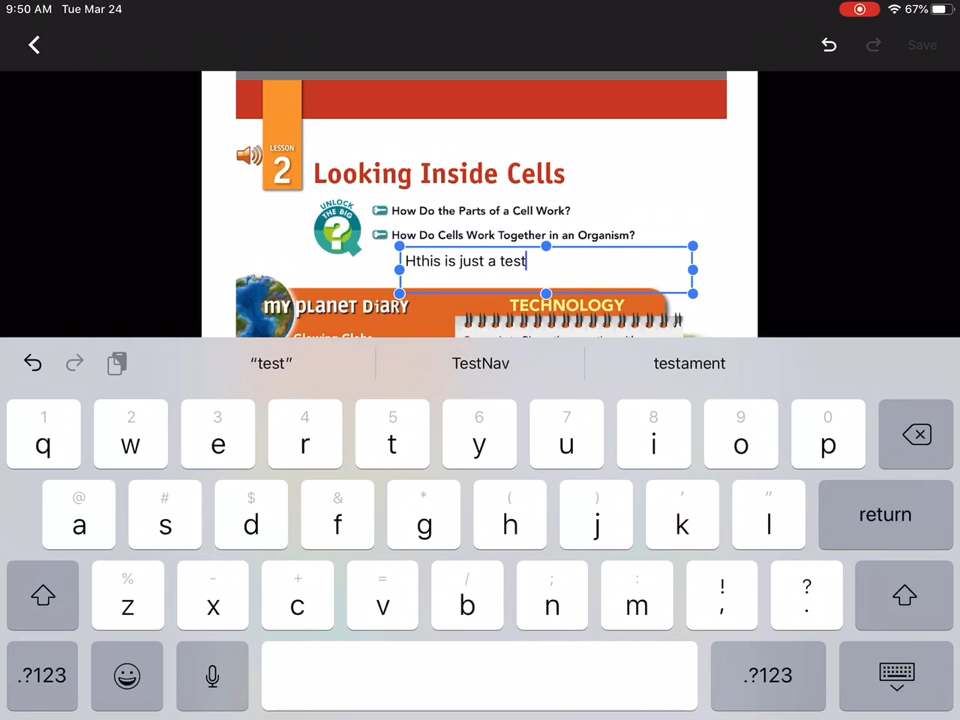 9:50 AM Tue Mar 24 67%
Save
LESSON
2
Looking Inside Cells
UNLOCK
THE BIG
?
How Do the Parts of a Cell Work?
How Do Cells Work Together in an Organism?
Hthis is just a test
my planet DiaRY TECHNOLOGY
“test” TestNav testament
1 2 3 4 5 6 7 8 9 0
q w e r t y u i o p
@ # $ & * ( ) ' "
a s d f g h j k l return
% - + = / ; : ! ?
z x c v b n m , .
.?123 .?123